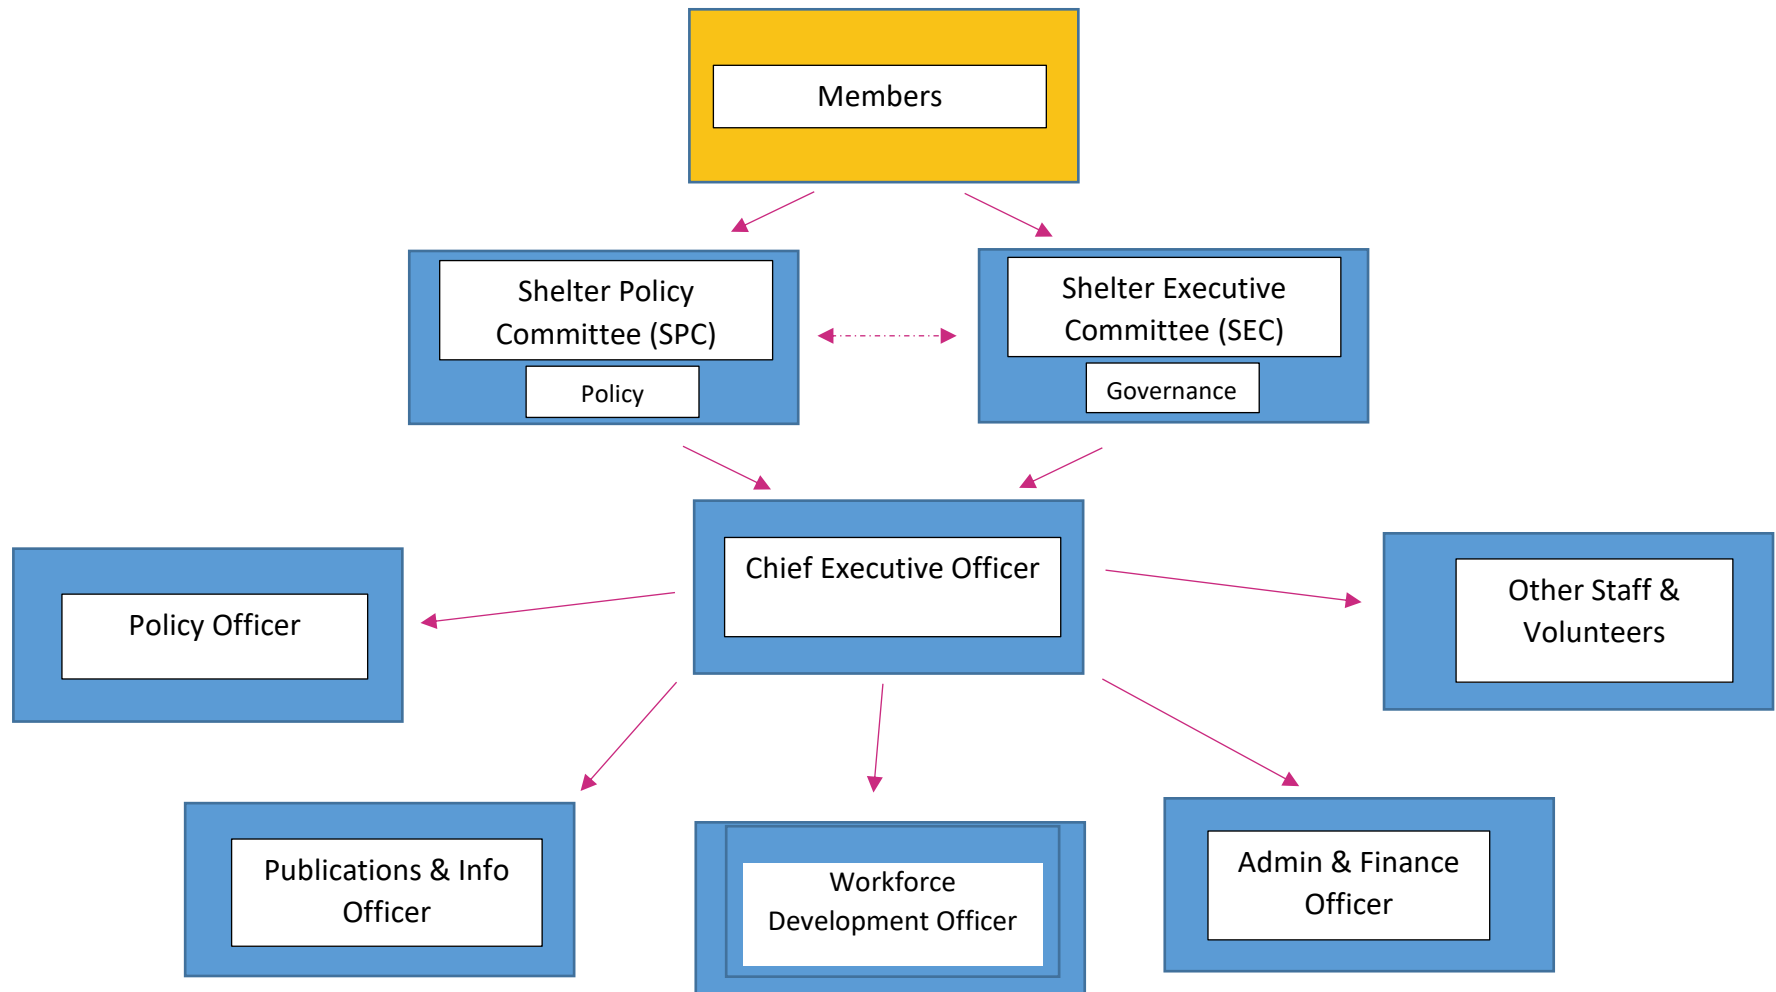 Members
Shelter Policy
Committee (SPC)
Policy
Shelter Executive
Committee (SEC)
Governance
Chief Executive Officer
Policy Officer
Other Staff &
Volunteers
Publications & Info
Officer
Workforce
Development Officer
Admin & Finance
Officer